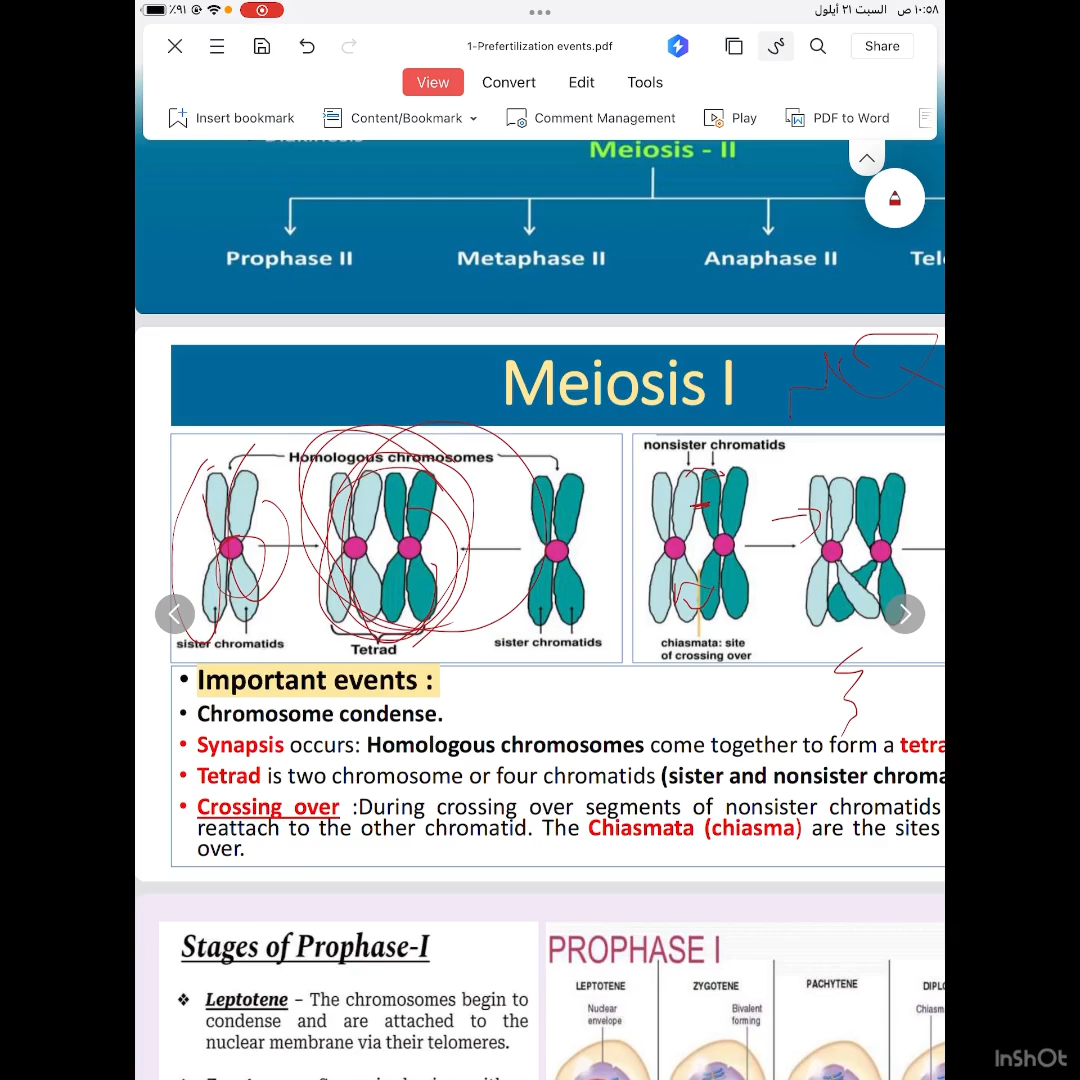 ٪٩١
١٠:٥٨ ص السبت ٢١ أيلول
1-Prefertilization events.pdf
Share
View Convert Edit Tools
Insert bookmark Content/Bookmark Comment Management Play PDF to Word
Meiosis - II
Prophase II Metaphase II Anaphase II Tel
Meiosis I
Homologous chromosomes
nonsister chromatids
sister chromatids
Tetrad
sister chromatids
chiasmata: site
of crossing over
• Important events :
• Chromosome condense.
• Synapsis occurs: Homologous chromosomes come together to form a tetra
• Tetrad is two chromosome or four chromatids (sister and nonsister chroma
• Crossing over :During crossing over segments of nonsister chromatids
reattach to the other chromatid. The Chiasmata (chiasma) are the sites
over.
Stages of Prophase-I
❖ Leptotene – The chromosomes begin to
condense and are attached to the
nuclear membrane via their telomeres.
PROPHASE I
LEPTOTENE ZYGOTENE PACHYTENE DIPLO
Nuclear
envelope
Bivalent
forming
Chiasm
InShOt